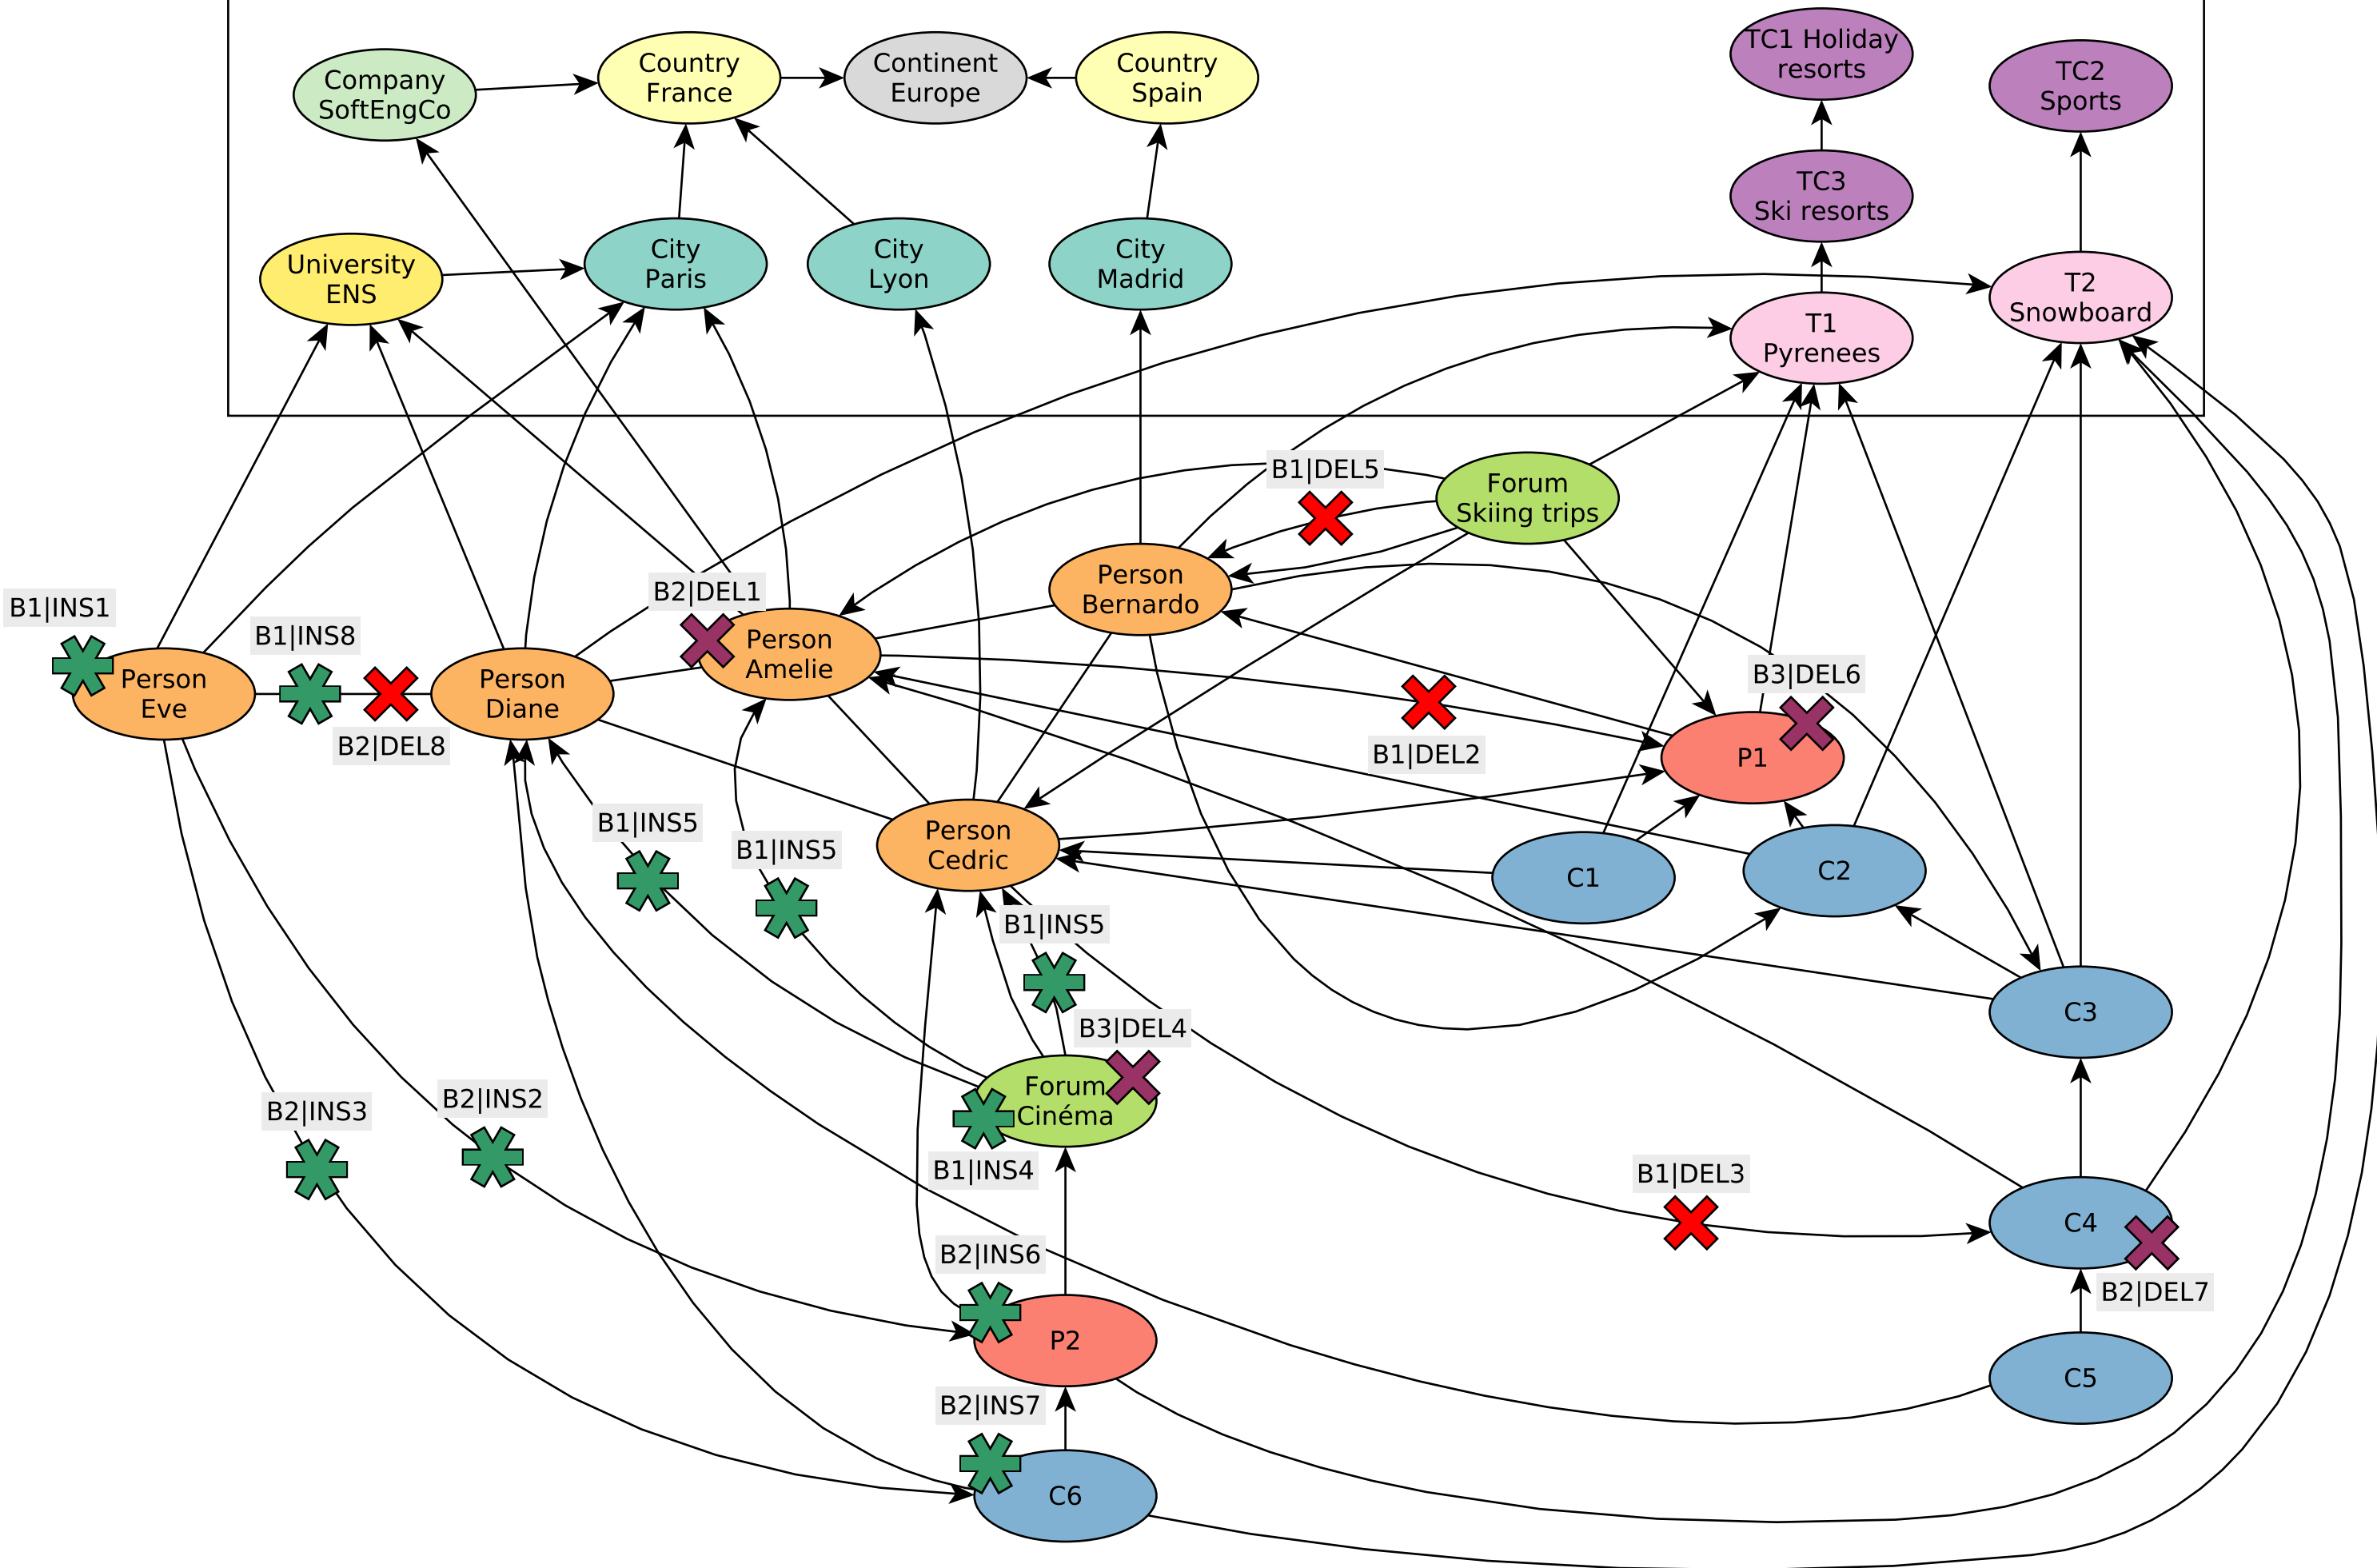 TC1 Holiday
resorts
Company
SoftEngCo
Country
France
Continent
Europe
Country
Spain
TC2
Sports
TC3
Ski resorts
University
ENS
City
Paris
City
Lyon
City
Madrid
T2
Snowboard
T1
Pyrenees
B1|DEL5
Forum
Skiing trips
B1|INS1
B1|INS8
B2|DEL1
Person
Bernardo
Person
Eve
Person
Diane
Person
Amelie
B3|DEL6
B2|DEL8
B1|DEL2
P1
B1|INS5
B1|INS5
Person
Cedric
C1
C2
B1|INS5
B3|DEL4
C3
B2|INS3
B2|INS2
Forum
Cinéma
B1|INS4
B1|DEL3
C4
B2|INS6
B2|DEL7
P2
C5
B2|INS7
C6